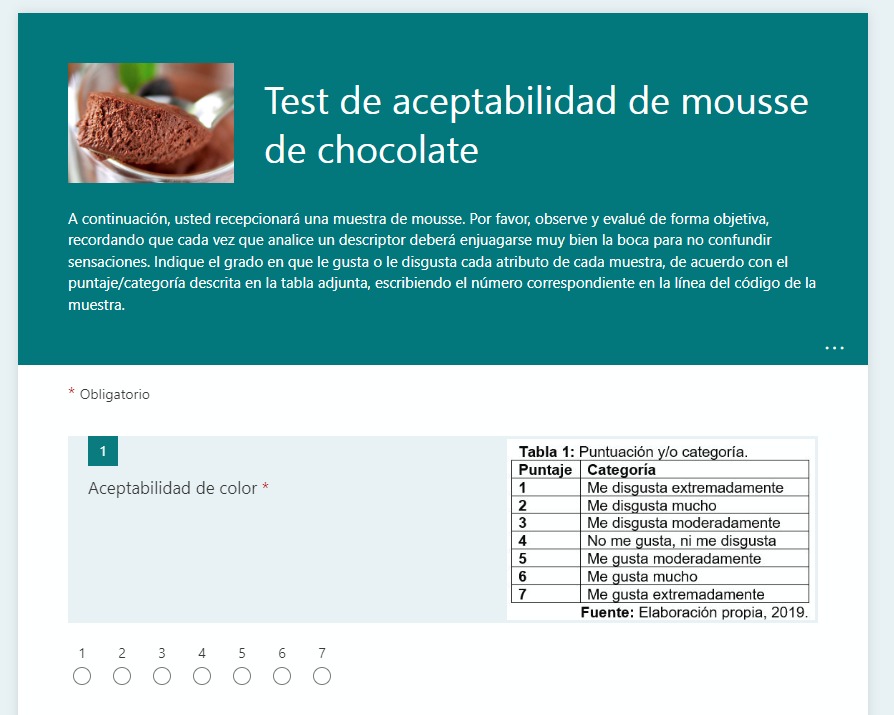 Test de aceptabilidad de mousse
de chocolate
A continuación, usted recepcionará una muestra de mousse. Por favor, observe y evalué de forma objetiva,
recordando que cada vez que analice un descriptor deberá enjuagarse muy bien la boca para no confundir
sensaciones. Indique el grado en que le gusta o le disgusta cada atributo de cada muestra, de acuerdo con el
puntaje/categoría descrita en la tabla adjunta, escribiendo el número correspondiente en la línea del código de la
muestra.
...
* Obligatorio
1
Aceptabilidad de color *
Tabla 1: Puntuación y/o categoría.
Puntaje Categoría
1 Me disgusta extremadamente
2 Me disgusta mucho
3 Me disgusta moderadamente
4 No me gusta, ni me disgusta
5 Me gusta moderadamente
6 Me gusta mucho
7 Me gusta extremadamente
Fuente: Elaboración propia, 2019.
1 2 3 4 5 6 7